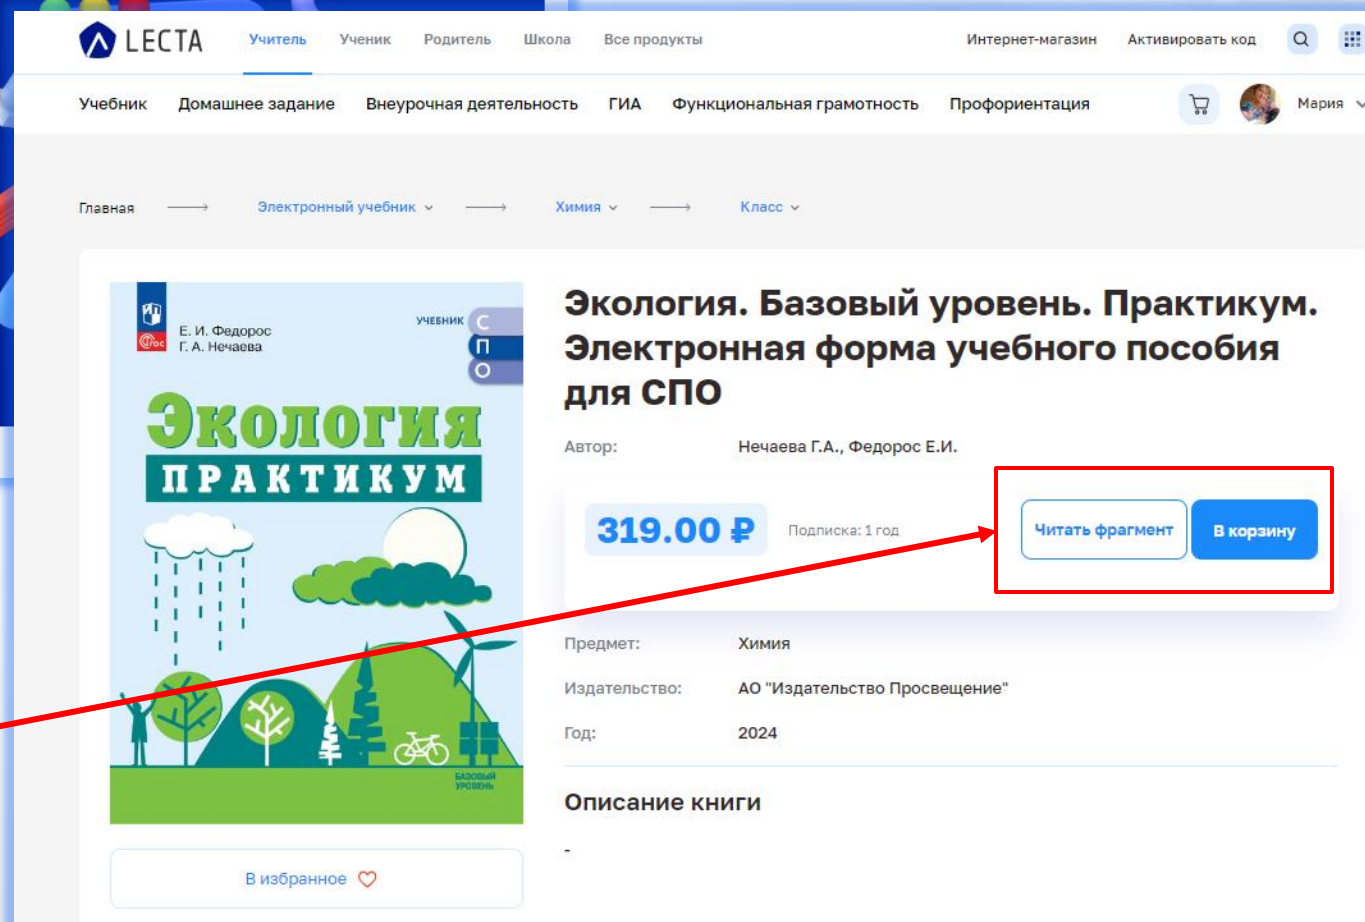 LECTA Учитель Ученик Родитель Школа Все продукты Интернет-магазин Активировать код
Учебник Домашнее задание Внеурочная деятельность ГИА Функциональная грамотность Профориентация Мария
Главная Электронный учебник Химия Класс
Е. И. Федорос
Г. А. Нечаева
УЧЕБНИК
С
П
О
Экология
ПРАКТИКУМ
БАЗОВЫЙ
УРОВЕНЬ
В избранное
Экология. Базовый уровень. Практикум.
Электронная форма учебного пособия
для СПО
Автор: Нечаева Г.А., Федорос Е.И.
319.00 ₽ Подписка: 1 год Читать фрагмент В корзину
Предмет: Химия
Издательство: АО "Издательство Просвещение"
Год: 2024
Описание книги
-